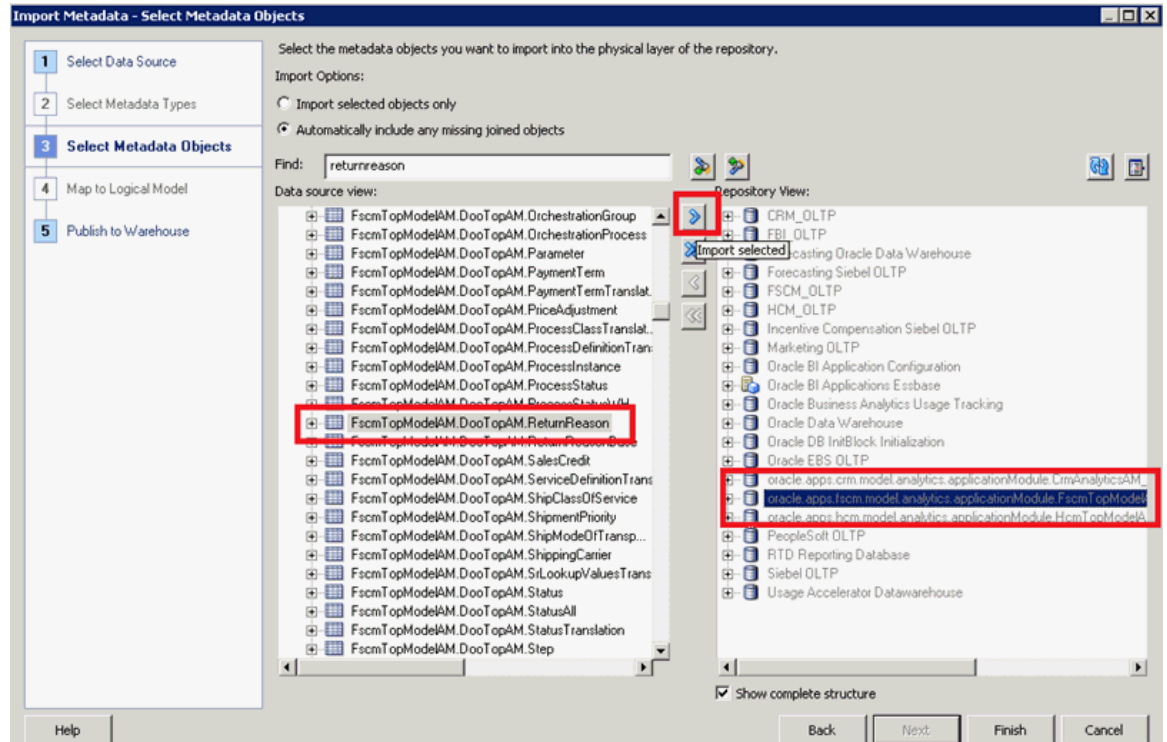 Import Metadata - Select Metadata Objects
1 Select Data Source
2 Select Metadata Types
3 Select Metadata Objects
4 Map to Logical Model
5 Publish to Warehouse
Select the metadata objects you want to import into the physical layer of the repository.
Import Options:
Import selected objects only
Automatically include any missing joined objects
Find: returnreason
Data source view:
FscmTopModelAM.DooTopAM.OrchestrationGroup
FscmTopModelAM.DooTopAM.OrchestrationProcess
FscmTopModelAM.DooTopAM.Parameter
FscmTopModelAM.DooTopAM.PaymentTerm
FscmTopModelAM.DooTopAM.PaymentTermTranslat.
FscmTopModelAM.DooTopAM.PriceAdjustment
FscmTopModelAM.DooTopAM.ProcessClassTranslat..
FscmTopModelAM.DooTopAM.ProcessDefinitionTran
FscmTopModelAM.DooTopAM.ProcessInstance
FscmTopModelAM.DooTopAM.ProcessStatus
FscmTopModelAM.DooTopAM.ProcessStatusVH
FscmTopModelAM.DooTopAM.ReturnReason
FscmTopModelAM.DooTopAM.ReturnReasonBase
FscmTopModelAM.DooTopAM.SalesCredit
FscmTopModelAM.DooTopAM.ServiceDefinitionTrans
FscmTopModelAM.DooTopAM.ShipClassOfService
FscmTopModelAM.DooTopAM.ShipmentPriority
FscmTopModelAM.DooTopAM.ShipModeOfTransp...
FscmTopModelAM.DooTopAM.ShippingCarrier
FscmTopModelAM.DooTopAM.SrLookupValuesTrans
FscmTopModelAM.DooTopAM.Status
FscmTopModelAM.DooTopAM.StatusAll
FscmTopModelAM.DooTopAM.StatusTranslation
FscmTopModelAM.DooTopAM.Step
Import selected
Repository View:
CRM_OLTP
FBI_OLTP
casting Oracle Data Warehouse
Forecasting Siebel OLTP
FSCM_OLTP
HCM_OLTP
Incentive Compensation Siebel OLTP
Marketing OLTP
Oracle BI Application Configuration
Oracle BI Applications Essbase
Oracle Business Analytics Usage Tracking
Oracle Data Warehouse
Oracle DB InitBlock Initialization
Oracle EBS OLTP
oracle.apps.crm.model.analytics.applicationModule.CrmAnalyticsAM_
oracle.apps.fscm.model.analytics.applicationModule.FscmTopModelA
oracle.apps.hcm.model.analytics.applicationModule.HcmTopModelA
PeopleSoft OLTP
RTD Reporting Database
Siebel OLTP
Usage Accelerator Datawarehouse
Show complete structure
Help
Back
Next
Finish
Cancel